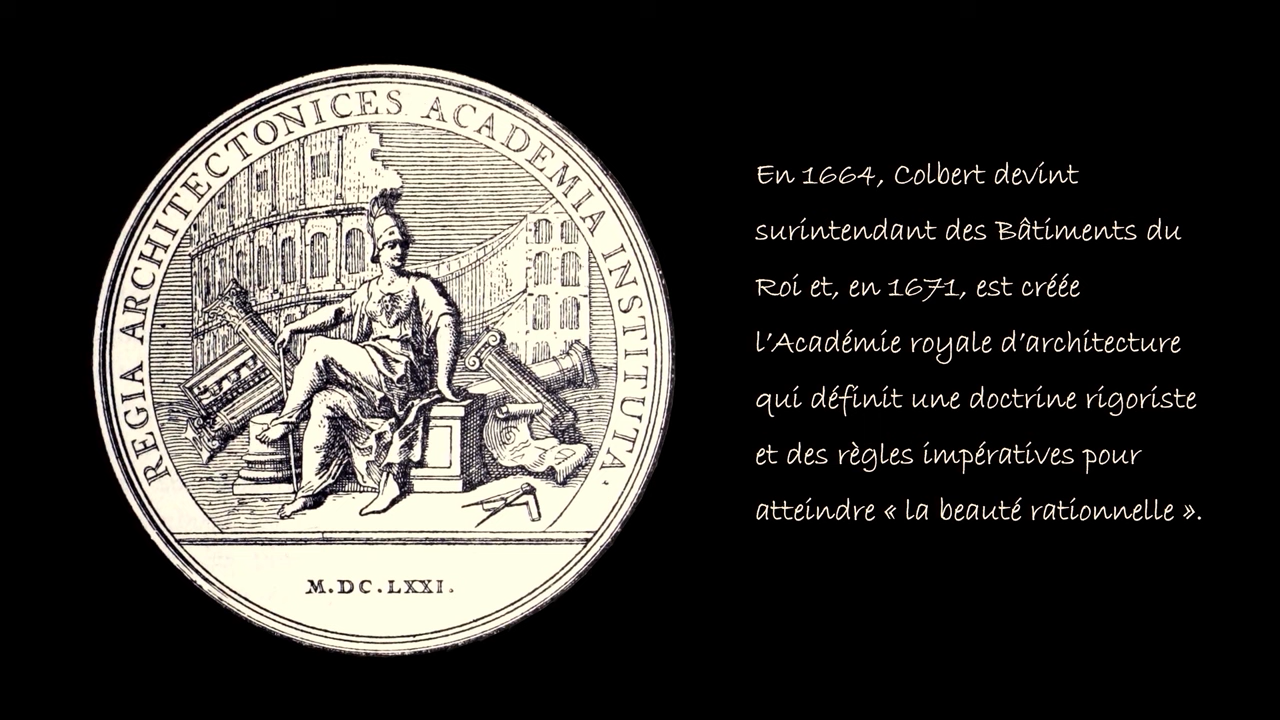 REGIA ARCHITECTONICES ACADEMIA INSTITUTA.
M.DC.LXXI.
En 1664, Colbert devint
surintendant des Bâtiments du
Roi et, en 1671, est créée
l'Académie royale d'architecture
qui définit une doctrine rigoriste
et des règles impératives pour
atteindre « la beauté rationnelle ».